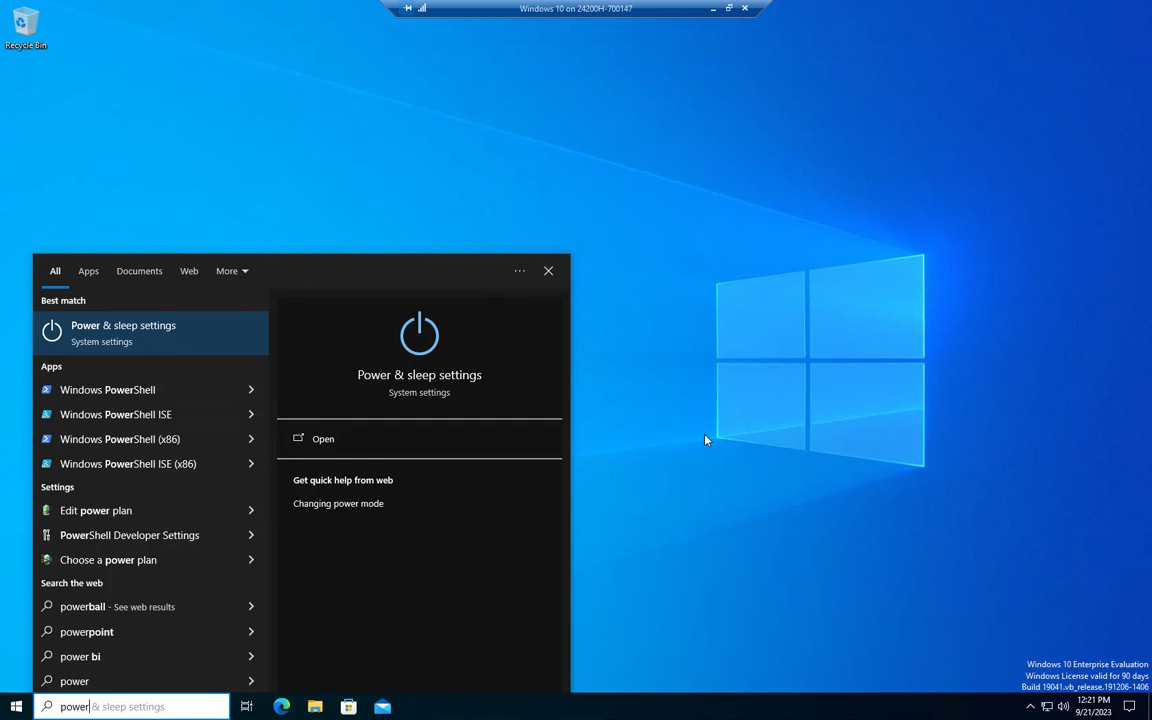 Windows 10 on 24200H-700147
Recycle Bin
All Apps Documents Web More
Best match
Power & sleep settings
System settings
Apps
Windows PowerShell
Windows PowerShell ISE
Windows PowerShell (x86)
Windows PowerShell ISE (x86)
Settings
Edit power plan
PowerShell Developer Settings
Choose a power plan
Search the web
powerball - See web results
powerpoint
power bi
power
Power & sleep settings
System settings
Open
Get quick help from web
Changing power mode
Windows 10 Enterprise Evaluation
Windows License valid for 90 days
Build 19041.vb_release.191206-1406
power & sleep settings
12:21 PM
9/21/2023